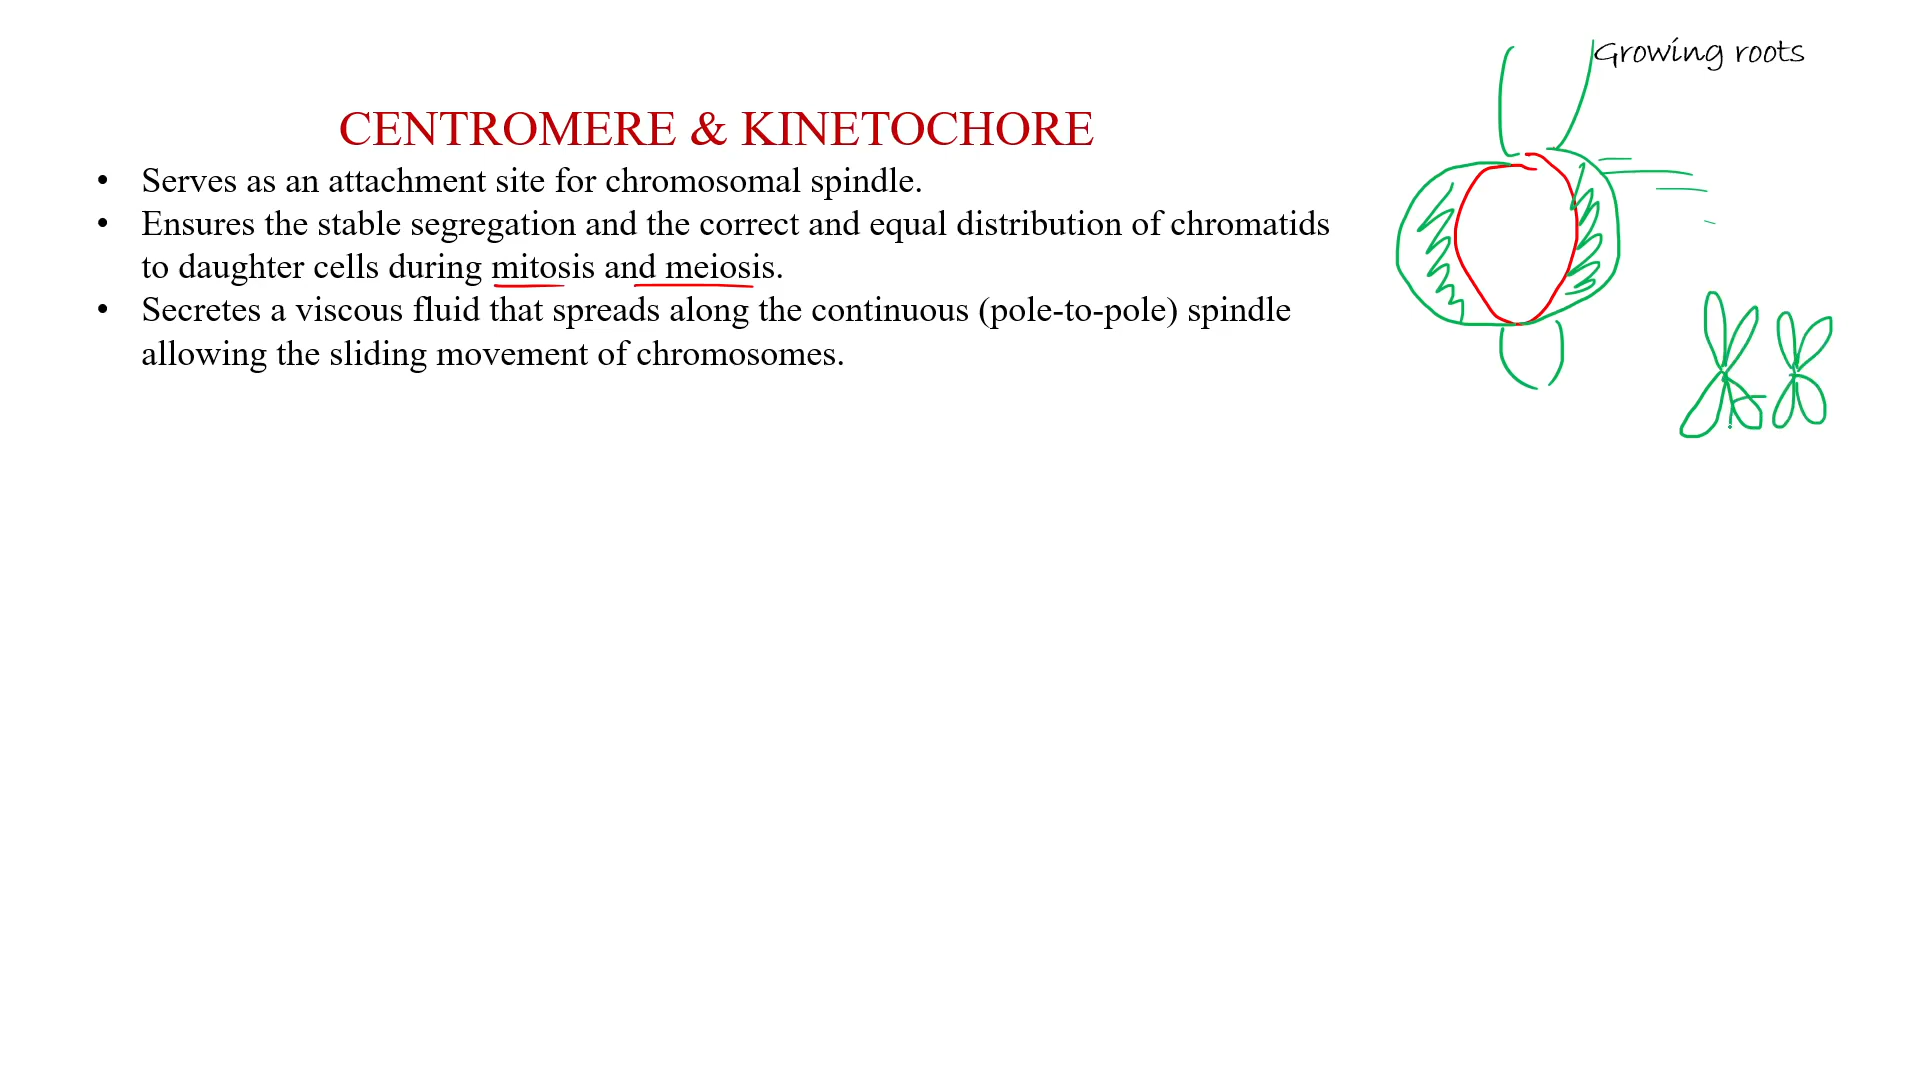 Growing roots
CENTROMERE & KINETOCHORE
• Serves as an attachment site for chromosomal spindle.
• Ensures the stable segregation and the correct and equal distribution of chromatids
to daughter cells during mitosis and meiosis.
• Secretes a viscous fluid that spreads along the continuous (pole-to-pole) spindle
allowing the sliding movement of chromosomes.